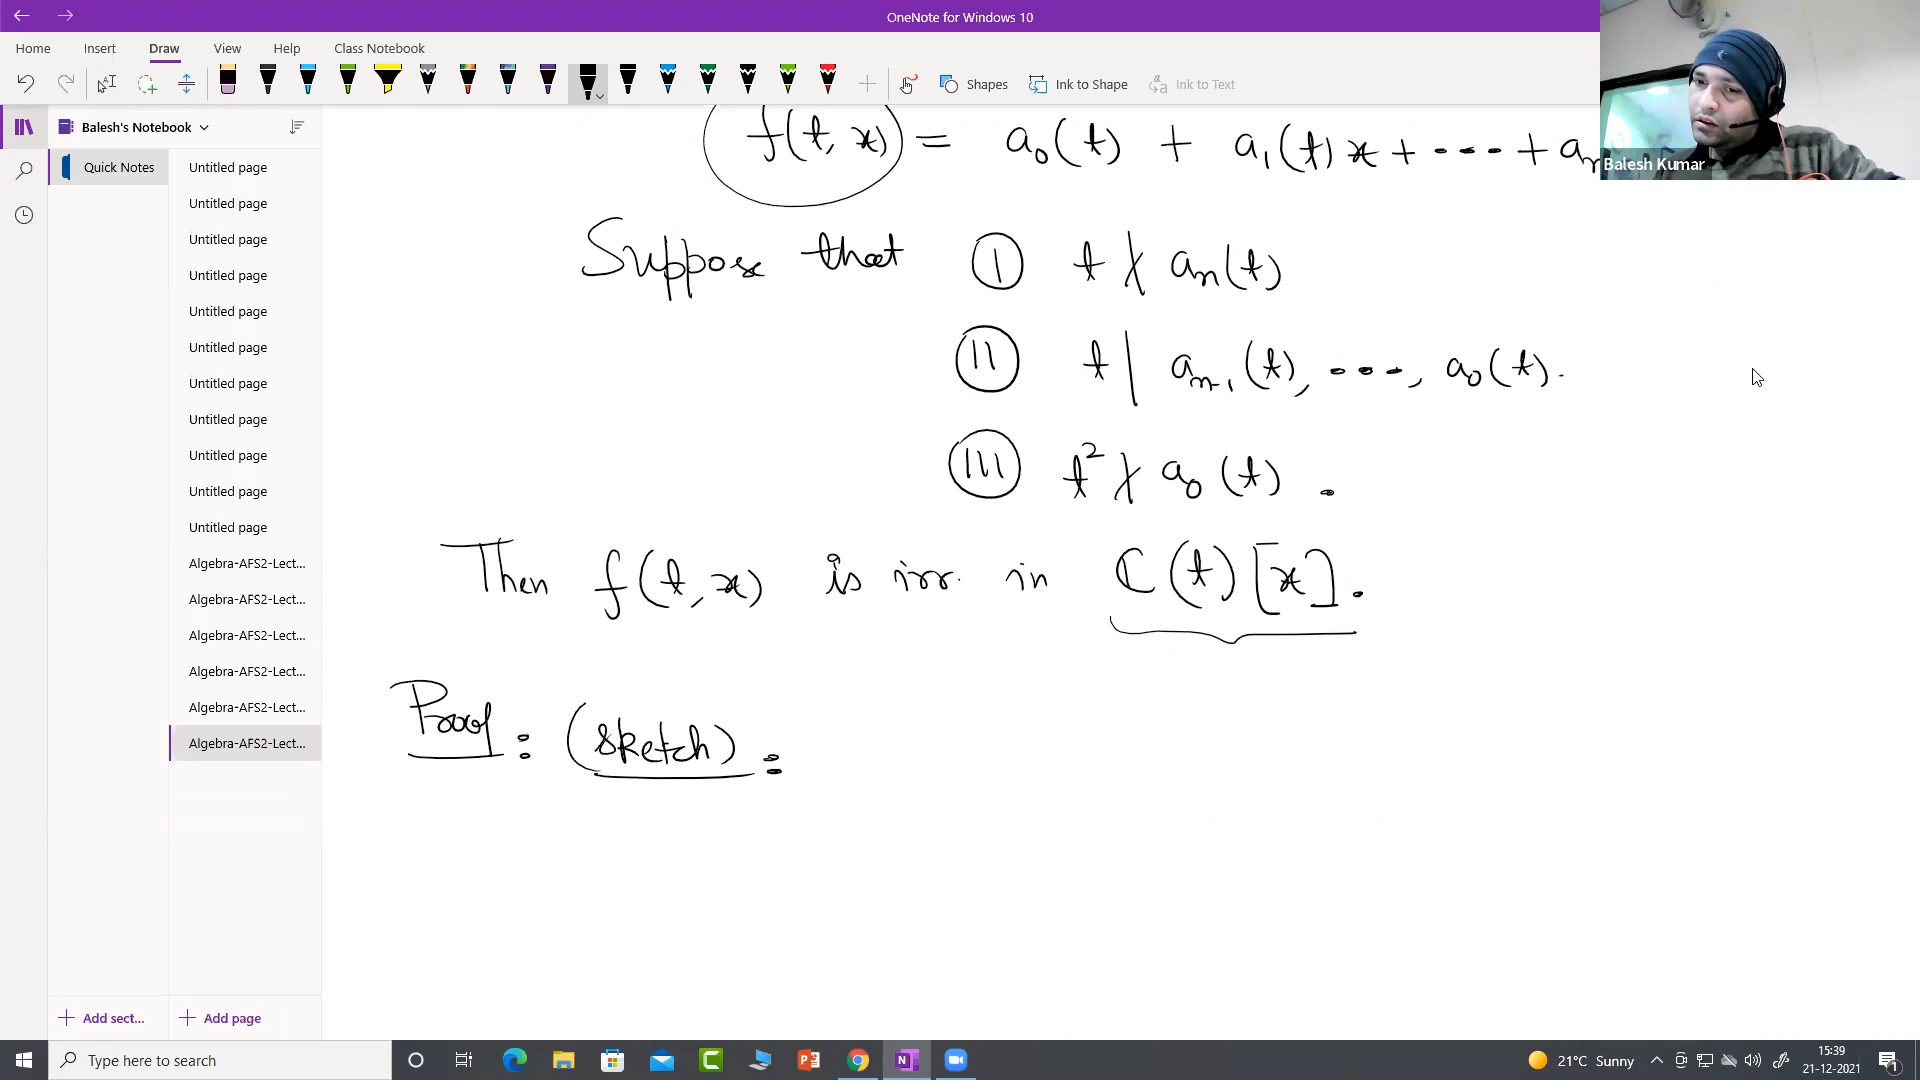 OneNote for Windows 10
Home Insert Draw View Help Class Notebook
Shapes Ink to Shape Ink to Text
Balesh Kumar
Balesh's Notebook
Quick Notes
Untitled page
Untitled page
Untitled page
Untitled page
Untitled page
Untitled page
Untitled page
Untitled page
Untitled page
Untitled page
Untitled page
Algebra-AFS2-Lect...
Algebra-AFS2-Lect...
Algebra-AFS2-Lect...
Algebra-AFS2-Lect...
Algebra-AFS2-Lect...
Algebra-AFS2-Lect...
Add sect... Add page
f(t, x) = a₀(t) + a₁(t)x + ---- + aₙ
Suppose that (I) t ∤ aₙ(t)
(II) t | aₙ₋₁(t), ---, a₀(t).
(III) t² ∤ a₀(t).
Then f(t, x) is irr. in ℂ(t)[x].
Proof: (sketch):
Type here to search
21°C Sunny
15:39
21-12-2021
1